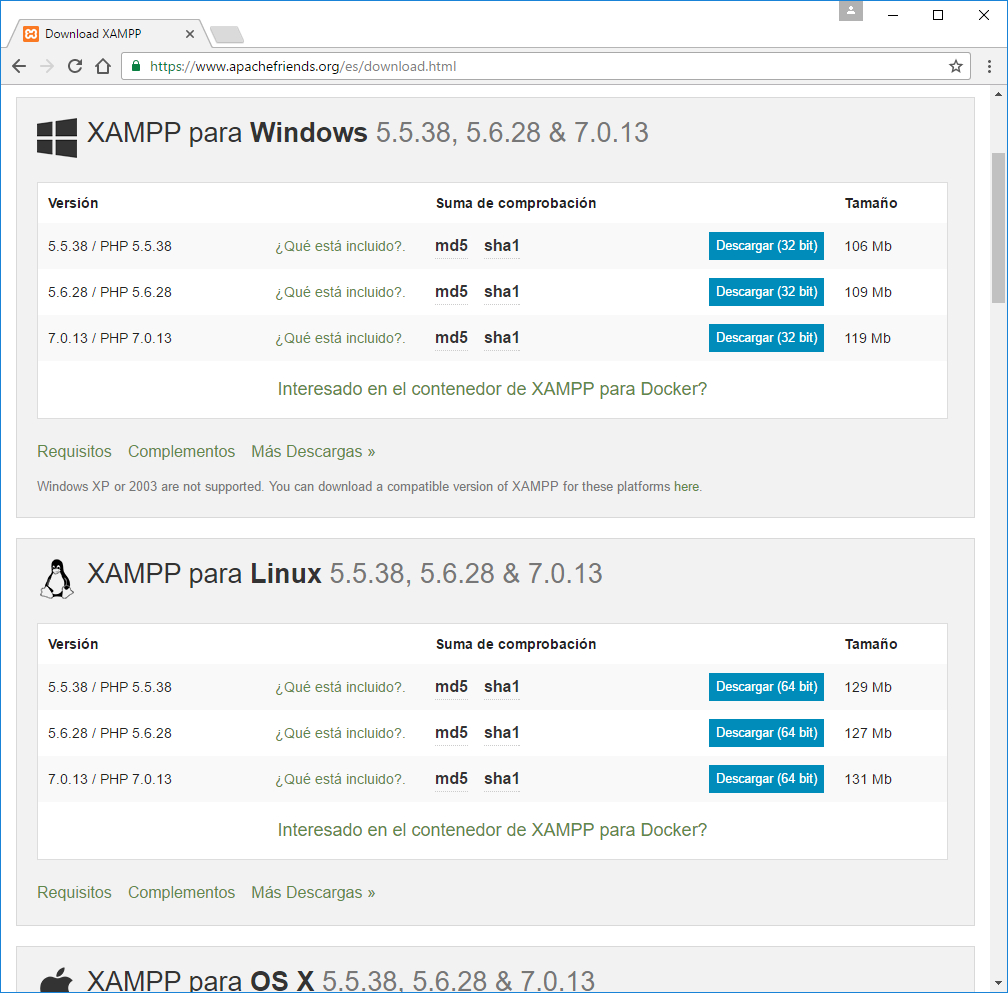 Download XAMPP
https://www.apachefriends.org/es/download.html
XAMPP para Windows 5.5.38, 5.6.28 & 7.0.13
Versión Suma de comprobación Tamaño
5.5.38 / PHP 5.5.38 ¿Qué está incluido?. md5 sha1 Descargar (32 bit) 106 Mb
5.6.28 / PHP 5.6.28 ¿Qué está incluido?. md5 sha1 Descargar (32 bit) 109 Mb
7.0.13 / PHP 7.0.13 ¿Qué está incluido?. md5 sha1 Descargar (32 bit) 119 Mb
Interesado en el contenedor de XAMPP para Docker?
Requisitos Complementos Más Descargas »
Windows XP or 2003 are not supported. You can download a compatible version of XAMPP for these platforms here.
XAMPP para Linux 5.5.38, 5.6.28 & 7.0.13
Versión Suma de comprobación Tamaño
5.5.38 / PHP 5.5.38 ¿Qué está incluido?. md5 sha1 Descargar (64 bit) 129 Mb
5.6.28 / PHP 5.6.28 ¿Qué está incluido?. md5 sha1 Descargar (64 bit) 127 Mb
7.0.13 / PHP 7.0.13 ¿Qué está incluido?. md5 sha1 Descargar (64 bit) 131 Mb
Interesado en el contenedor de XAMPP para Docker?
Requisitos Complementos Más Descargas »
XAMPP para OS X 5.5.38, 5.6.28 & 7.0.13